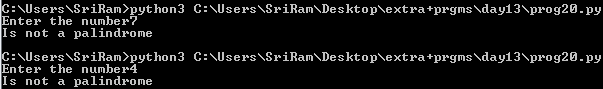 C:\Users\SriRam>python3 C:\Users\SriRam\Desktop\extra+prgms\day13\prog20.py
Enter the number7
Is not a palindrome
C:\Users\SriRam>python3 C:\Users\SriRam\Desktop\extra+prgms\day13\prog20.py
Enter the number4
Is not a palindrome